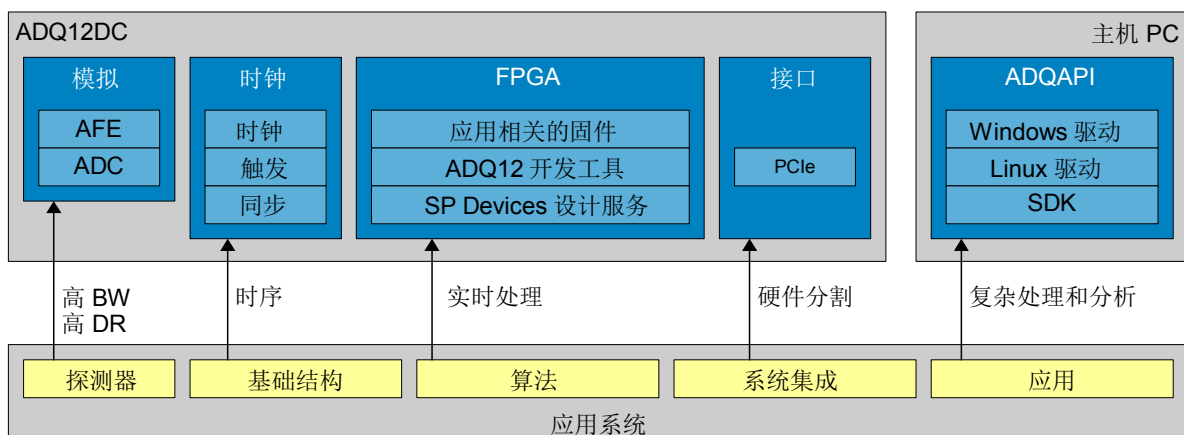 ADQ12DC
主机 PC
模拟
时钟
FPGA
接口
ADQAPI
AFE
时钟
应用相关的固件
Windows 驱动
ADC
触发
ADQ12 开发工具
PCIe
Linux 驱动
同步
SP Devices 设计服务
SDK
高 BW
高 DR
时序
实时处理
硬件分割
复杂处理和分析
探测器
基础结构
算法
系统集成
应用
应用系统